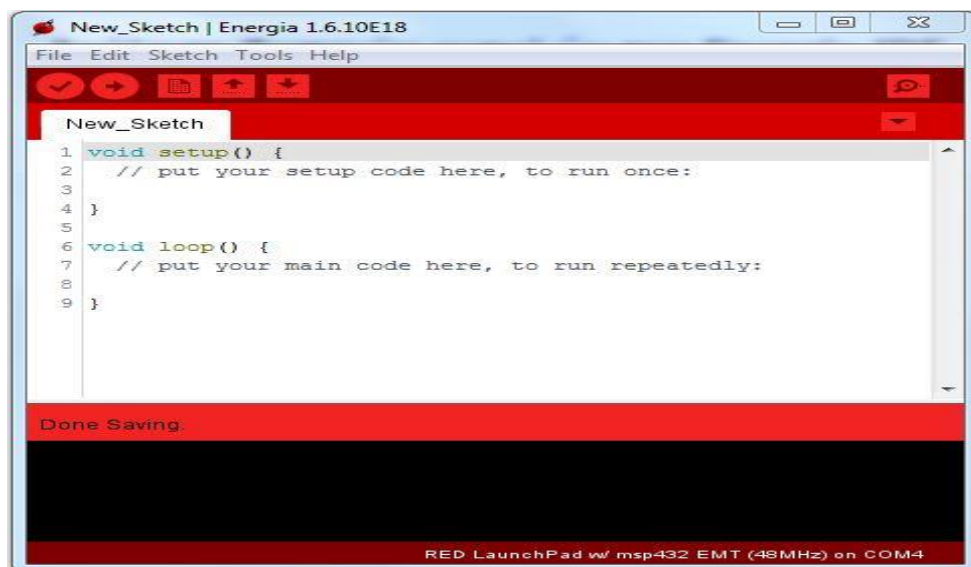 New_Sketch | Energia 1.6.10E18
File Edit Sketch Tools Help
New_Sketch
1 void setup() {
2 // put your setup code here, to run once:
3
4 }
5
6 void loop() {
7 // put your main code here, to run repeatedly:
8
9 }
Done Saving.
RED LaunchPad w/ msp432 EMT (48MHz) on COM4